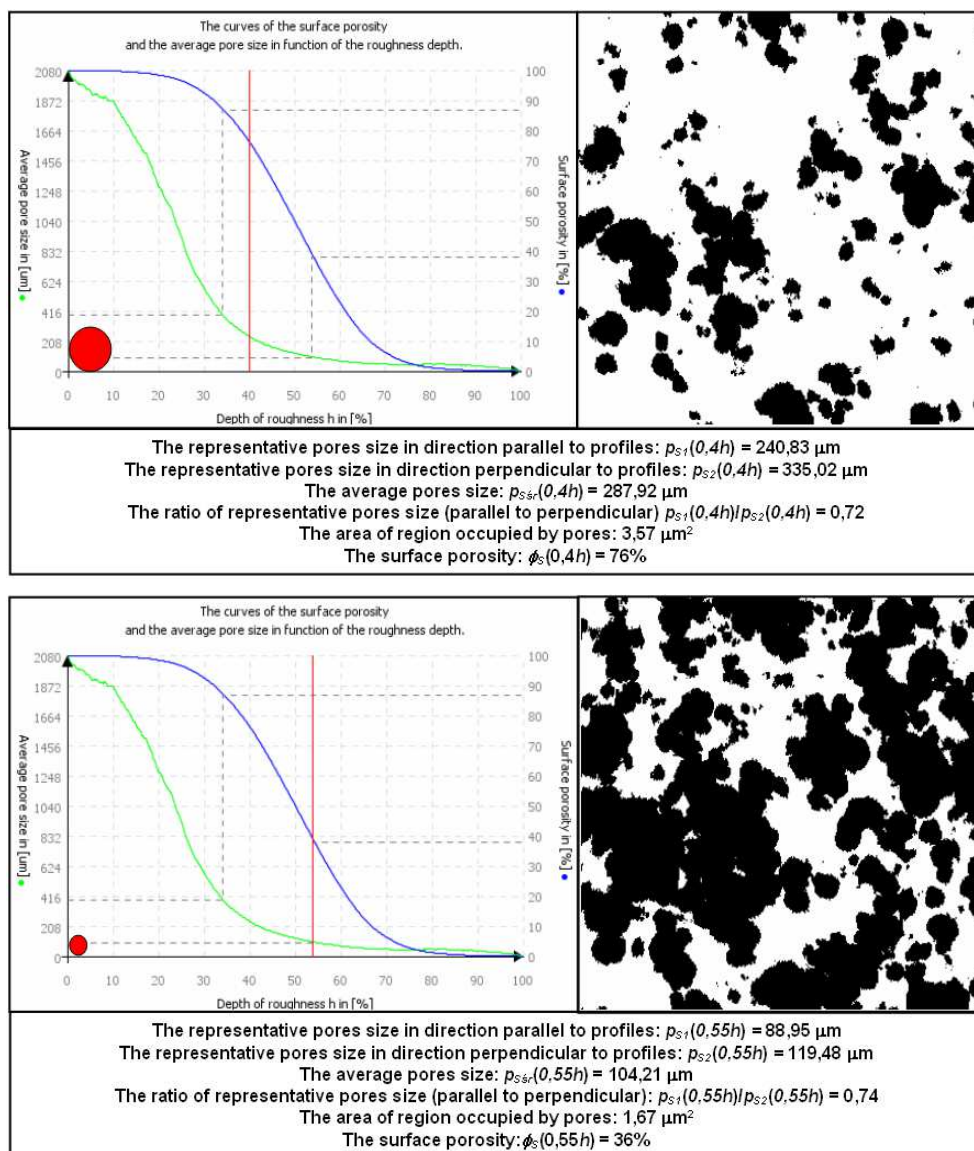 The curves of the surface porosity
and the average pore size in function of the roughness depth.
2080
1872
1664
1456
1248
1040
832
624
416
208
0
Average pore size in [um]
100
90
80
70
60
50
40
30
20
10
0
Surface porosity in [%]
0 10 20 30 40 50 60 70 80 90 100
Depth of roughness h in [%]
The representative pores size in direction parallel to profiles: pS1(0,4h) = 240,83 μm
The representative pores size in direction perpendicular to profiles: pS2(0,4h) = 335,02 μm
The average pores size: pSśr(0,4h) = 287,92 μm
The ratio of representative pores size (parallel to perpendicular) pS1(0,4h)/pS2(0,4h) = 0,72
The area of region occupied by pores: 3,57 μm²
The surface porosity: ϕS(0,4h) = 76%
The curves of the surface porosity
and the average pore size in function of the roughness depth.
2080
1872
1664
1456
1248
1040
832
624
416
208
0
Average pore size in [um]
100
90
80
70
60
50
40
30
20
10
0
Surface porosity in [%]
0 10 20 30 40 50 60 70 80 90 100
Depth of roughness h in [%]
The representative pores size in direction parallel to profiles: pS1(0,55h) = 88,95 μm
The representative pores size in direction perpendicular to profiles: pS2(0,55h) = 119,48 μm
The average pores size: pSśr(0,55h) = 104,21 μm
The ratio of representative pores size (parallel to perpendicular): pS1(0,55h)/pS2(0,55h) = 0,74
The area of region occupied by pores: 1,67 μm²
The surface porosity:ϕS(0,55h) = 36%